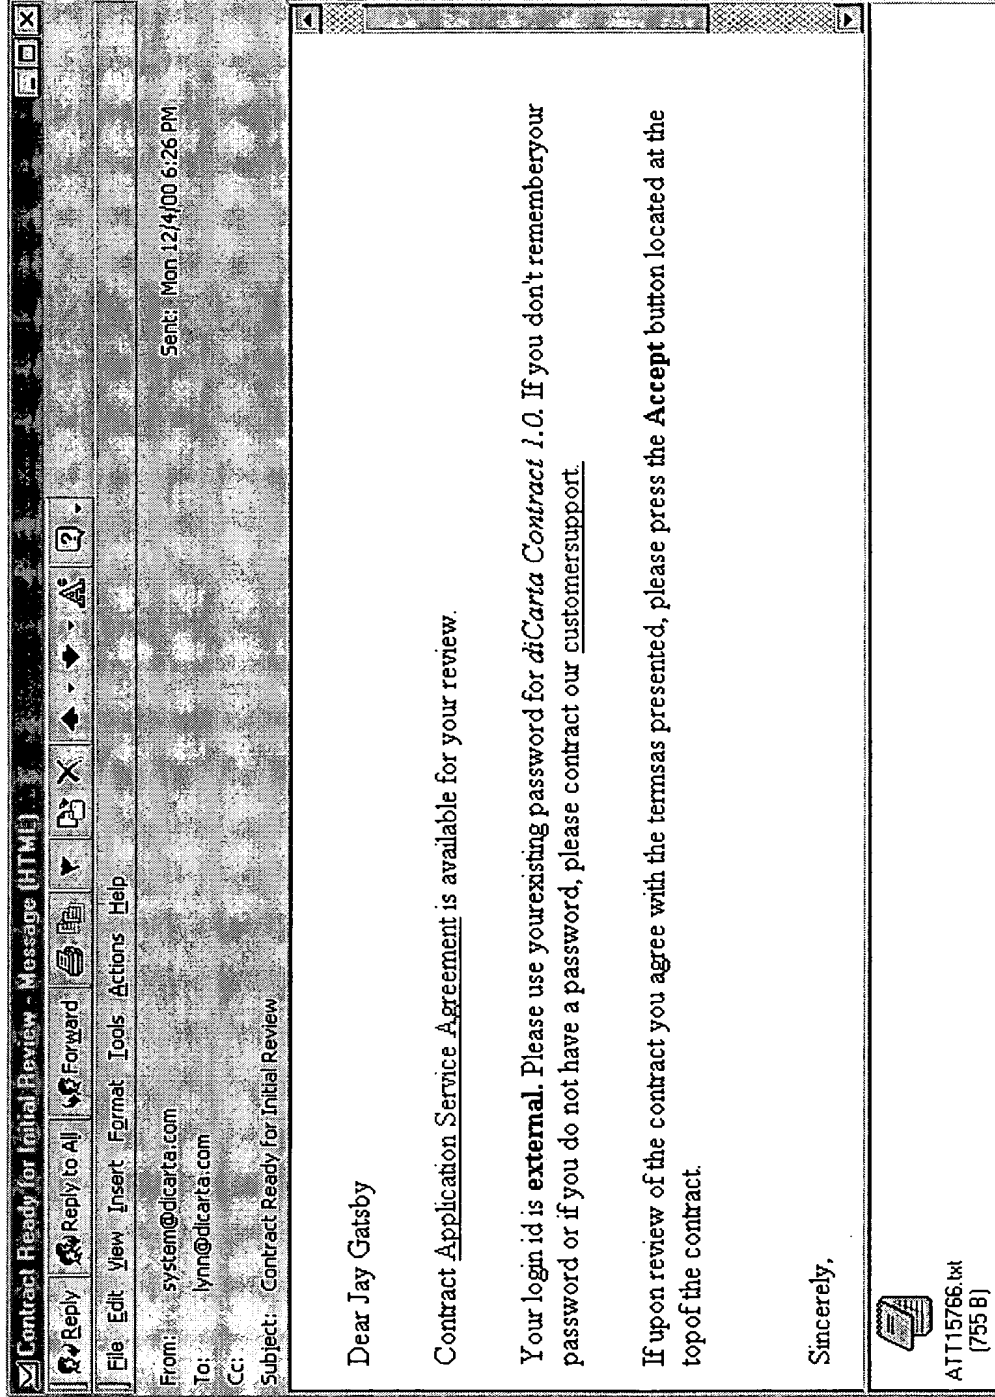 Contract Ready for Initial Review - Message (HTML)
Reply Reply to All Forward
File Edit View Insert Format Tools Actions Help
From: system@dicarta.com Sent: Mon 12/4/00 6:26 PM
To: lynn@dicarta.com
Cc:
Subject: Contract Ready for Initial Review
Dear Jay Gatsby
Contract Application Service Agreement is available for your review.
Your login id is external. Please use yourexisting password for diCarta Contract 1.0. If you don't rememberyour
password or if you do not have a password, please contract our customersupport.
If upon review of the contract you agree with the termsas presented, please press the Accept button located at the
topof the contract.
Sincerely,
ATT15766.txt
(755 B)